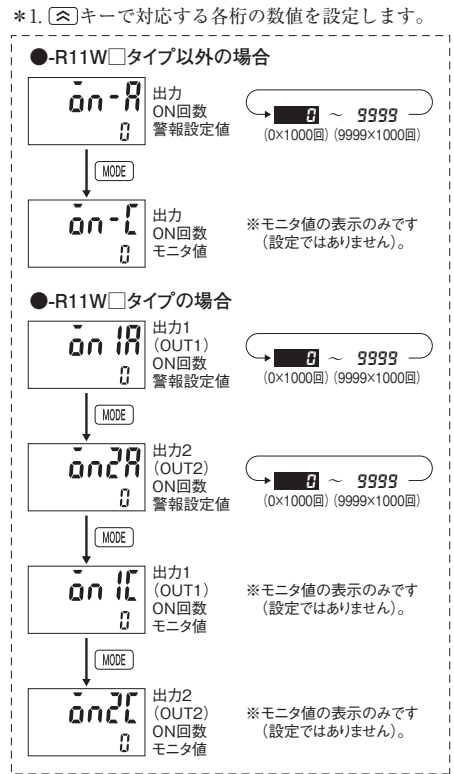 ＊1. ︽キーで対応する各桁の数値を設定します。
●-R11W□タイプ以外の場合
on-A
0
出力
ON回数
警報設定値
0 ～ 9999
(0×1000回) (9999×1000回)
MODE
on-C
0
出力
ON回数
モニタ値
※モニタ値の表示のみです
（設定ではありません）。
●-R11W□タイプの場合
on1A
0
出力1
（OUT1）
ON回数
警報設定値
0 ～ 9999
(0×1000回) (9999×1000回)
MODE
on2A
0
出力2
（OUT2）
ON回数
警報設定値
0 ～ 9999
(0×1000回) (9999×1000回)
MODE
on1C
0
出力1
（OUT1）
ON回数
モニタ値
※モニタ値の表示のみです
（設定ではありません）。
MODE
on2C
0
出力2
（OUT2）
ON回数
モニタ値
※モニタ値の表示のみです
（設定ではありません）。